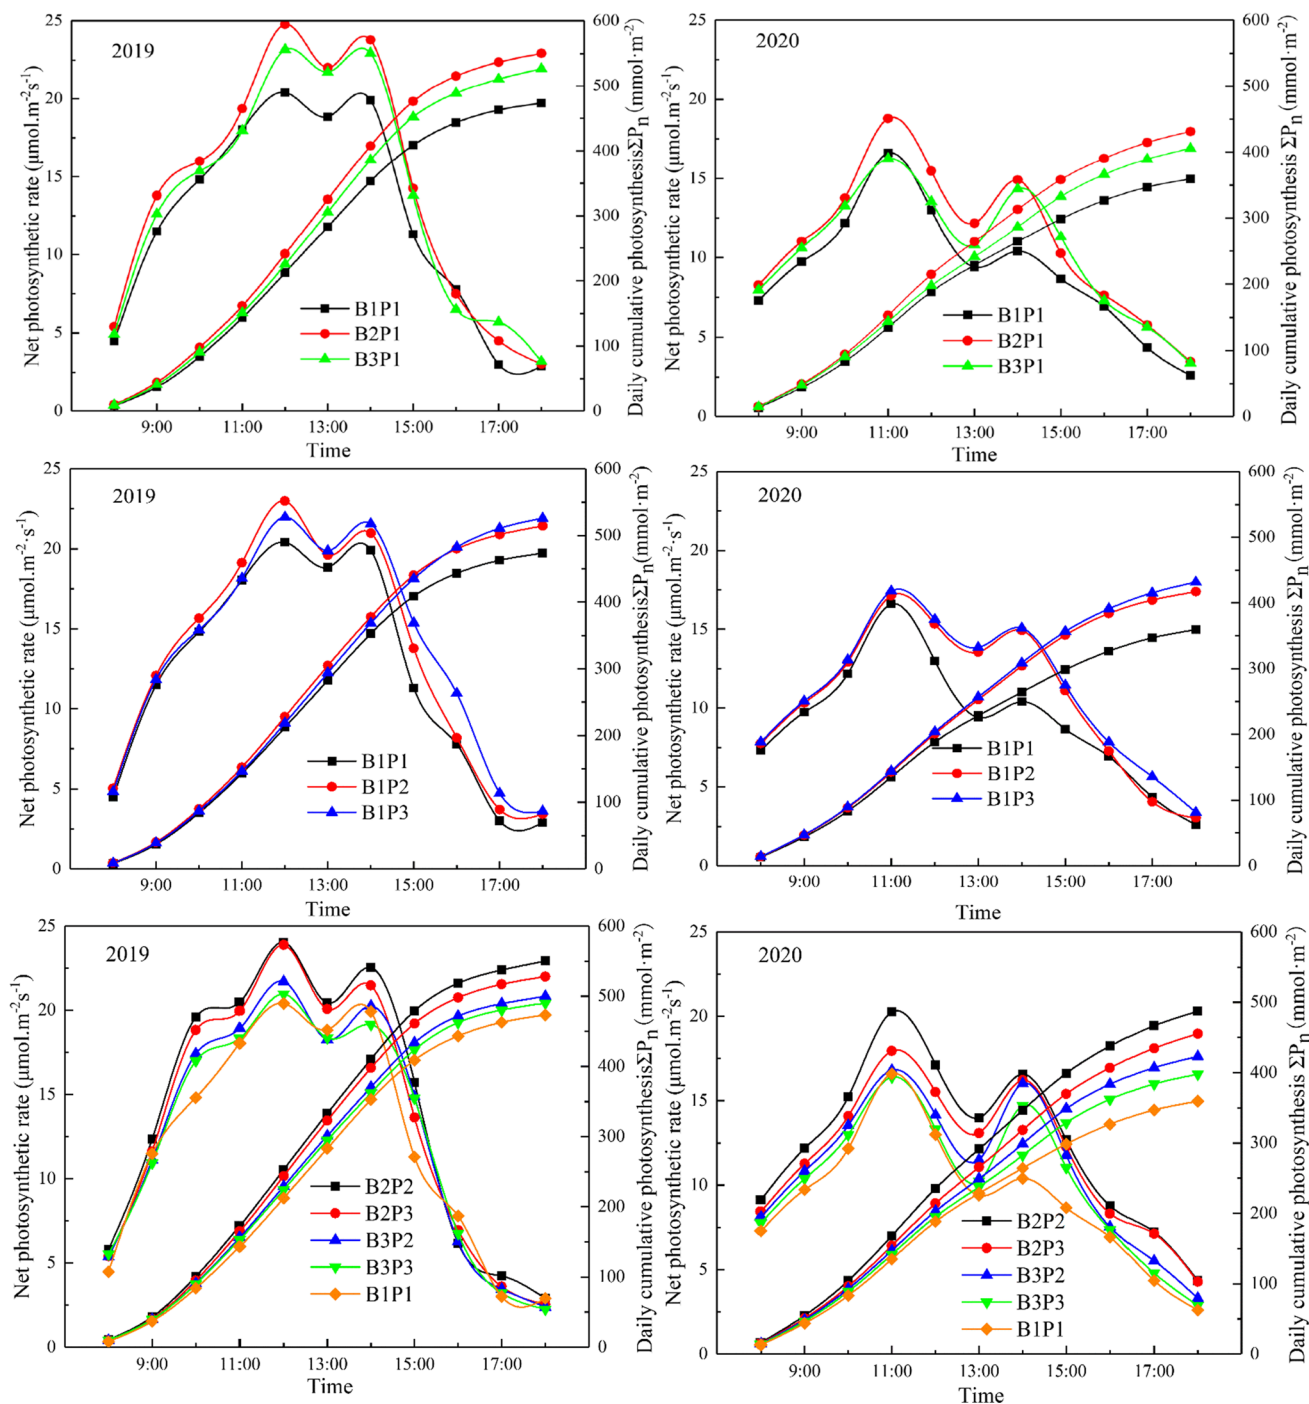 2019
Net photosynthetic rate (μmol.m-2s-1)
25
20
15
10
5
0
B1P1
B2P1
B3P1
9:00 11:00 13:00 15:00 17:00
Time
600
500
400
300
200
100
0
Daily cumulative photosynthesisΣPn (mmol·m-2)
2020
Net photosynthetic rate (μmol.m-2s-1)
25
20
15
10
5
0
B1P1
B2P1
B3P1
9:00 11:00 13:00 15:00 17:00
Time
600
500
400
300
200
100
0
Daily cumulative photosynthesis ΣPn (mmol·m-2)
2019
Net photosynthetic rate (μmol.m-2·s-1)
25
20
15
10
5
0
B1P1
B1P2
B1P3
9:00 11:00 13:00 15:00 17:00
Time
600
500
400
300
200
100
0
Daily cumulative photosynthesisΣPn(mmol·m-2)
2020
Net photosynthetic rate (μmol.m-2·s-1)
25
20
15
10
5
0
B1P1
B1P2
B1P3
9:00 11:00 13:00 15:00 17:00
Time
600
500
400
300
200
100
0
Daily cumulative photosynthesis ΣPn (mmol·m-2)
2019
Net photosynthetic rate (μmol.m-2s-1)
25
20
15
10
5
0
B2P2
B2P3
B3P2
B3P3
B1P1
9:00 11:00 13:00 15:00 17:00
Time
600
500
400
300
200
100
0
Daily cumulative photosynthesisΣPn (mmol·m-2)
2020
Net photosynthetic rate (μmol.m-2s-1)
25
20
15
10
5
0
B2P2
B2P3
B3P2
B3P3
B1P1
9:00 11:00 13:00 15:00 17:00
Time
600
500
400
300
200
100
0
Daily cumulative photosynthesis ΣPn (mmol·m-2)